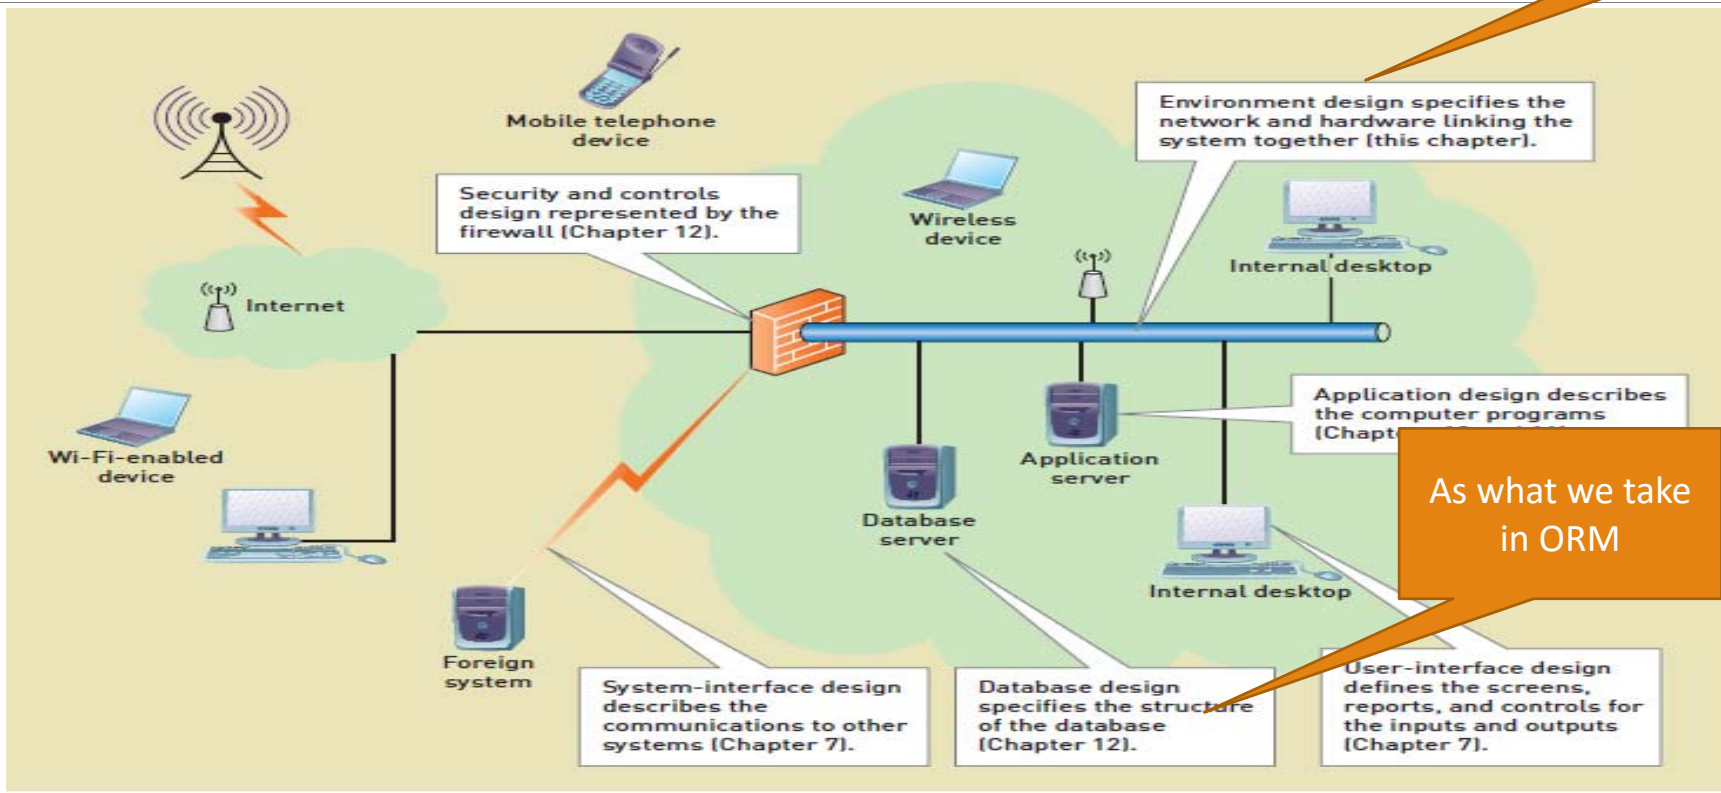 Mobile telephone
device
Environment design specifies the
network and hardware linking the
system together (this chapter).
Security and controls
design represented by the
firewall (Chapter 12).
Wireless
device
Internal desktop
Internet
Application design describes
the computer programs
Wi-Fi-enabled
device
Application
server
Database
server
As what we take
in ORM
Internal desktop
Foreign
system
System-interface design
describes the
communications to other
systems (Chapter 7).
Database design
specifies the structure
of the database
(Chapter 12).
User-interface design
defines the screens,
reports, and controls for
the inputs and outputs
(Chapter 7).